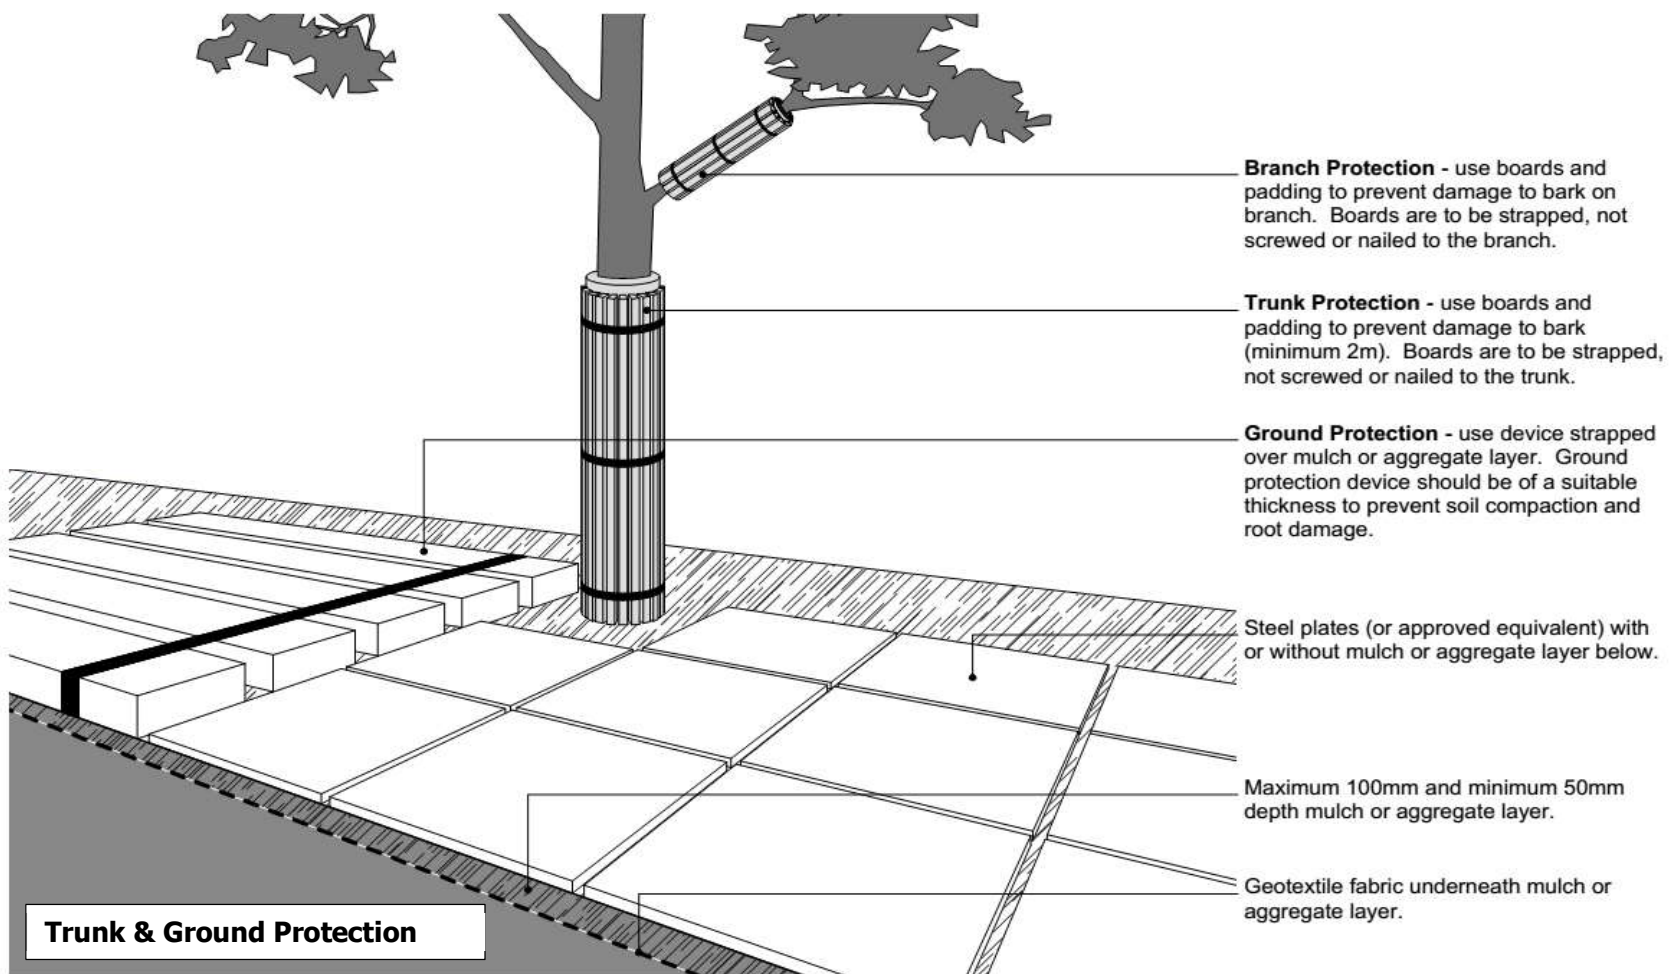 Branch Protection - use boards and
padding to prevent damage to bark on
branch. Boards are to be strapped, not
screwed or nailed to the branch.
Trunk Protection - use boards and
padding to prevent damage to bark
(minimum 2m). Boards are to be strapped,
not screwed or nailed to the trunk.
Ground Protection - use device strapped
over mulch or aggregate layer. Ground
protection device should be of a suitable
thickness to prevent soil compaction and
root damage.
Steel plates (or approved equivalent) with
or without mulch or aggregate layer below.
Maximum 100mm and minimum 50mm
depth mulch or aggregate layer.
Geotextile fabric underneath mulch or
aggregate layer.
Trunk & Ground Protection